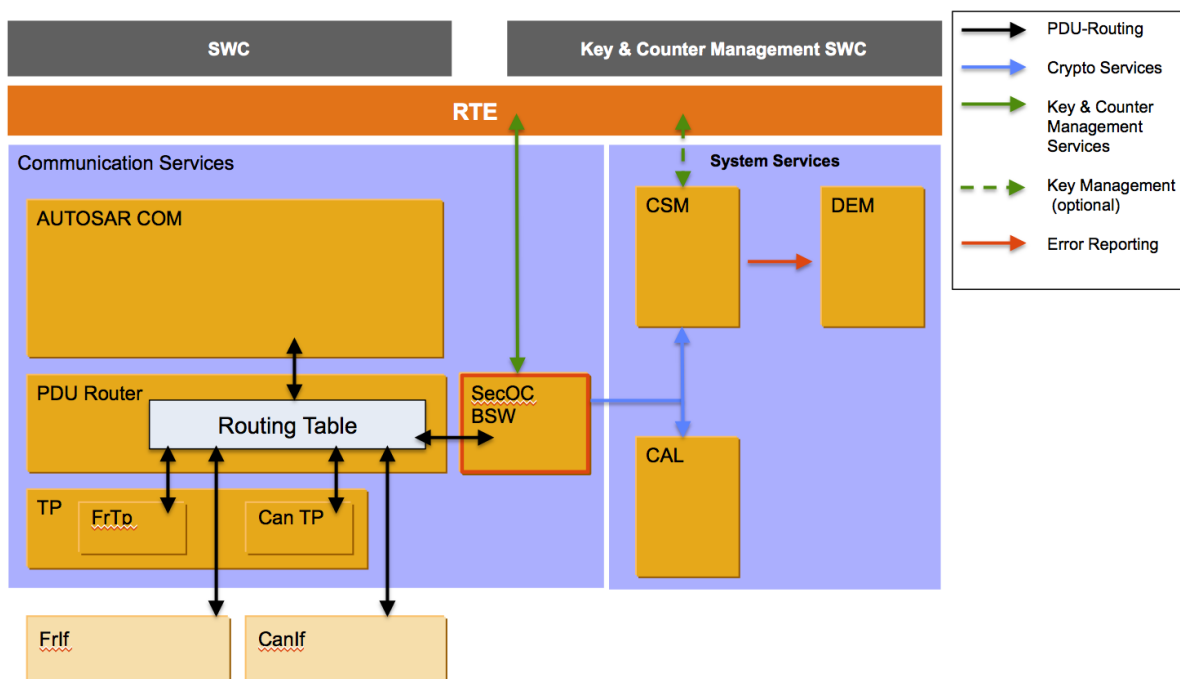 SWC
Key & Counter Management SWC
RTE
Communication Services
AUTOSAR COM
PDU Router
Routing Table
SecOC
BSW
TP
FrTp
Can TP
FrIf
CanIf
System Services
CSM
DEM
CAL
PDU-Routing
Crypto Services
Key & Counter
Management
Services
Key Management
(optional)
Error Reporting